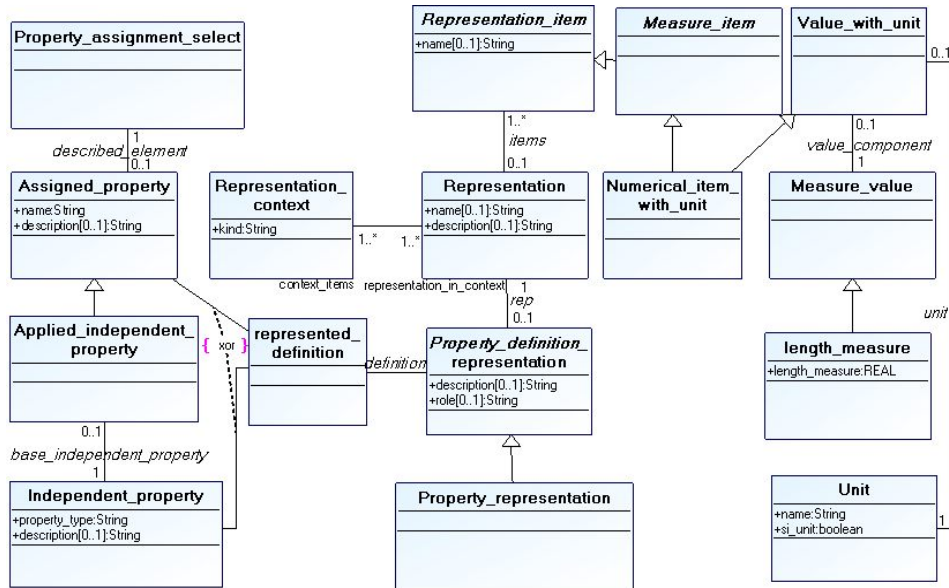 Property_assignment_select
Representation_item
+name[0..1]:String
Measure_item
Value_with_unit
0..1
1
described_element
0..1
1..*
items
0..1
0..1
value_component
1
Assigned_property
+name:String
+description[0..1]:String
Representation_
context
+kind:String
1..*
1..*
Representation
+name[0..1]:String
+description[0..1]:String
Numerical_item_
with_unit
Measure_value
context_items
representation_in_context
1
rep
0..1
unit
Applied_independent_
property
{ xor }
represented_
definition
definition
Property_definition_
representation
+description[0..1]:String
+role[0..1]:String
length_measure
+length_measure:REAL
0..1
base_independent_property
1
Independent_property
+property_type:String
+description[0..1]:String
Property_representation
Unit
+name:String
+si_unit:boolean
1